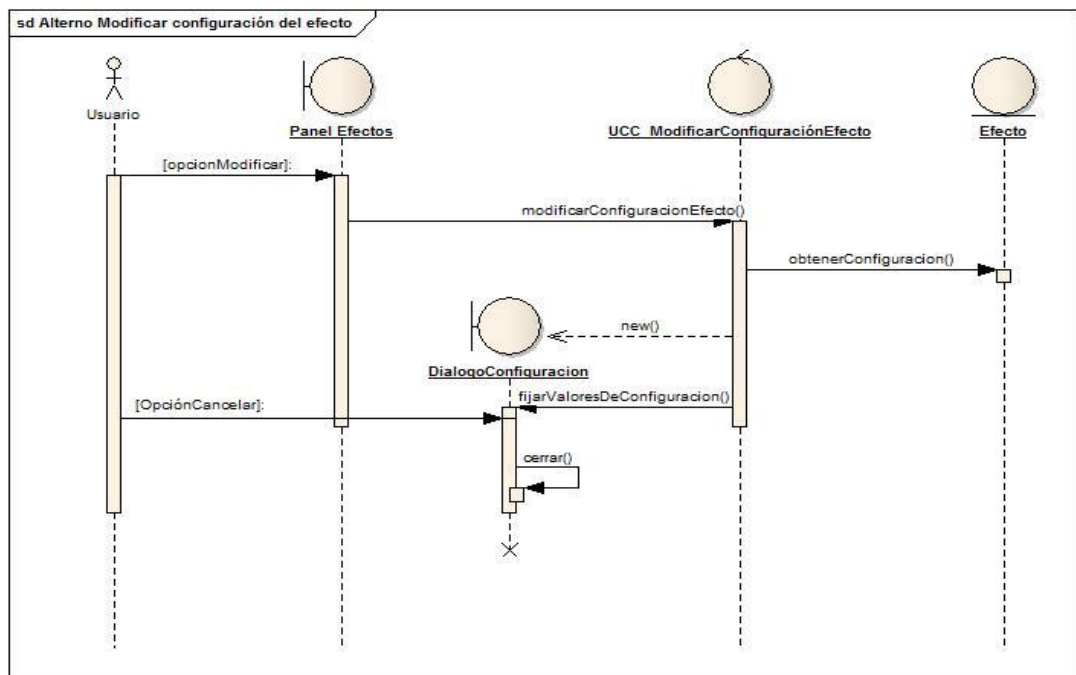 sd Alterno Modificar configuración del efecto
Usuario
Panel Efectos
UCC_ModificarConfiguraciónEfecto
Efecto
[opcionModificar]:
modificarConfiguracionEfecto()
obtenerConfiguracion()
new()
DialogoConfiguracion
fijarValoresDeConfiguracion()
[OpciónCancelar]:
cerrar()